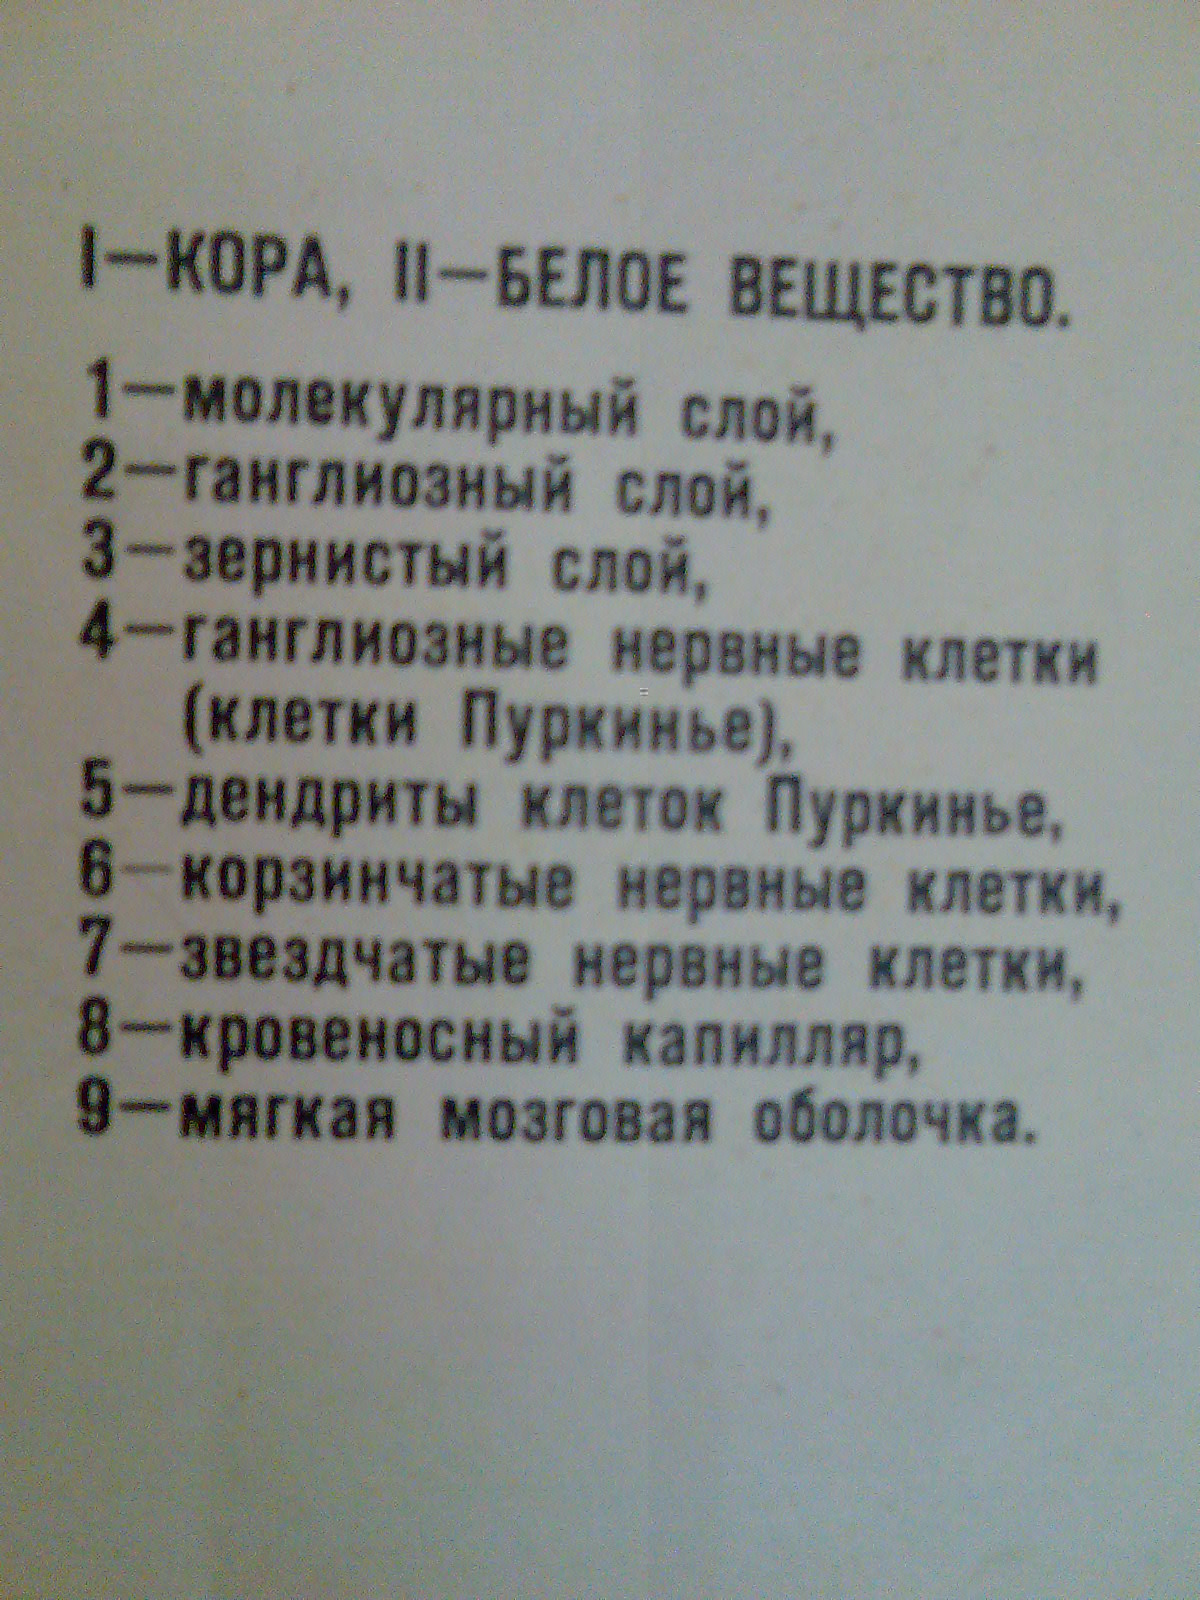 I—КОРА, II—БЕЛОЕ ВЕЩЕСТВО.
1—молекулярный слой,
2—ганглиозный слой,
3—зернистый слой,
4—ганглиозные нервные клетки
(клетки Пуркинье),
5—дендриты клеток Пуркинье,
6—корзинчатые нервные клетки,
7—звездчатые нервные клетки,
8—кровеносный капилляр,
9—мягкая мозговая оболочка.